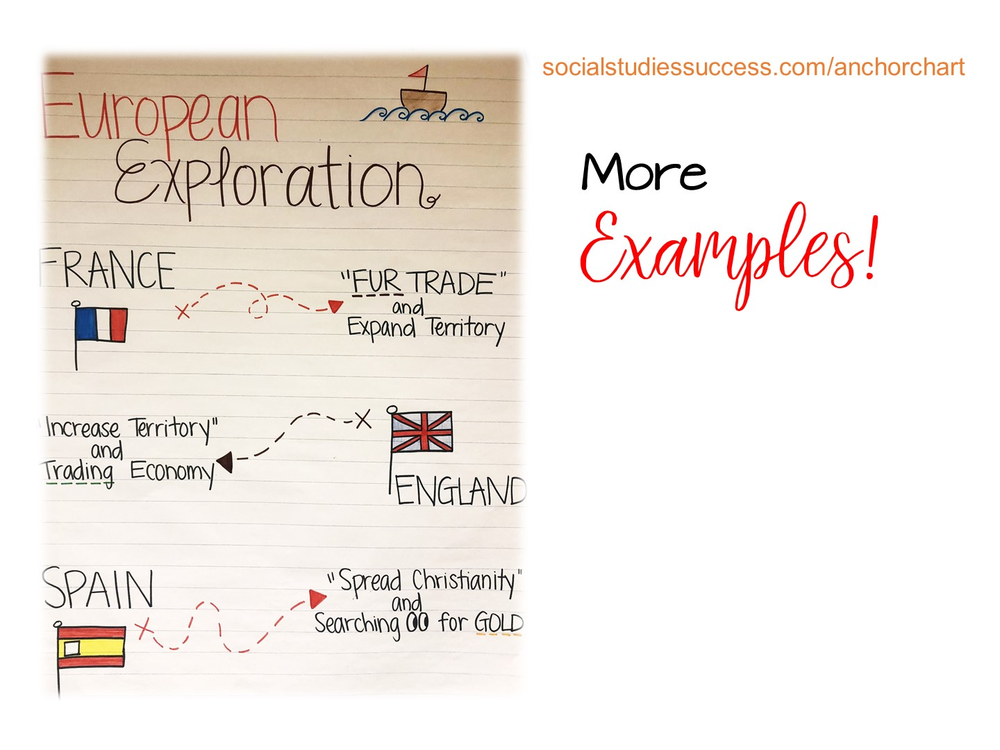 European
Exploration
FRANCE
"FUR TRADE"
and
Expand Territory
"Increase Territory"
and
Trading Economy
ENGLAND
SPAIN
"Spread Christianity"
and
Searching for GOLD
socialstudiessuccess.com/anchorchart
More
Examples!